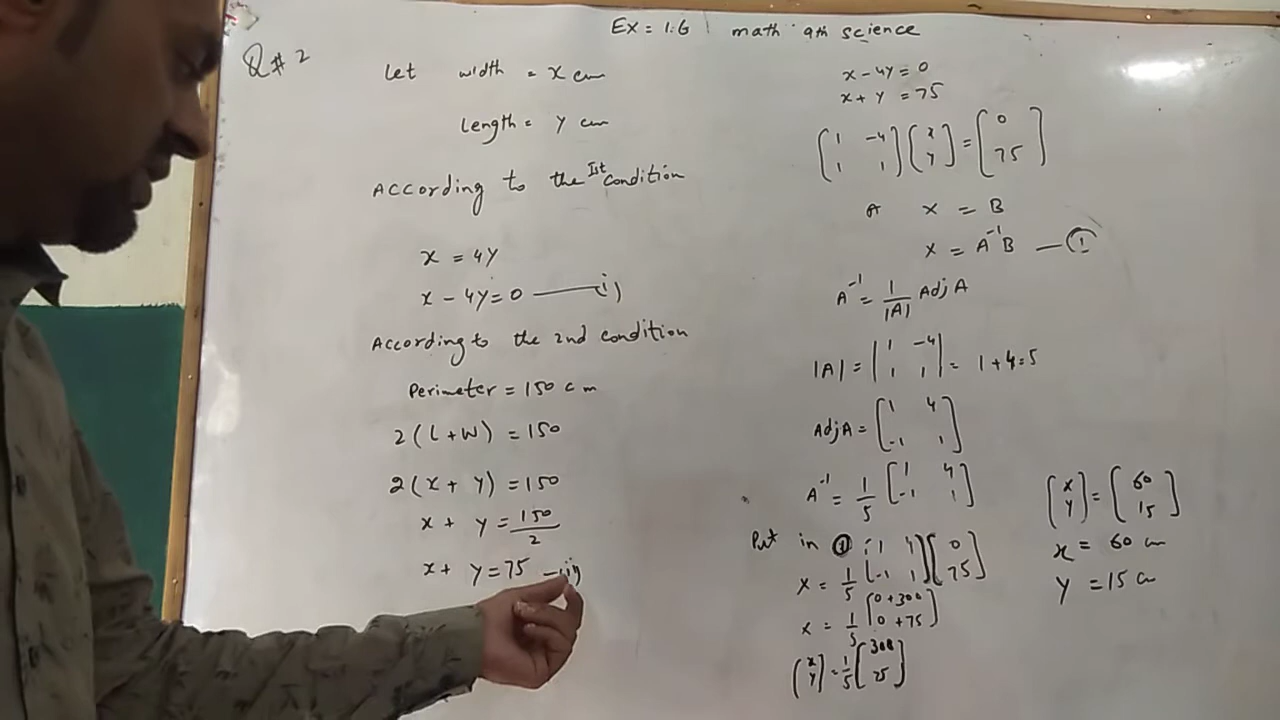 Ex = 1.6 math 9th science
Q # 2
Let width = x cm
Length = y cm
According to the Ist condition
x = 4y
x - 4y = 0 — i)
According to the 2nd condition
Perimeter = 150 cm
2(L+W) = 150
2(x + y) = 150
x + y = 150/2
x + y = 75 — ii)
x - 4y = 0
x + y = 75
[1 -4; 1 1] [x; y] = [0; 75]
A X = B
X = A⁻¹B — ①
A⁻¹ = 1/|A| Adj A
|A| = |1 -4; 1 1| = 1+4=5
Adj A = [1 4; -1 1]
A⁻¹ = 1/5 [1 4; -1 1]
Put in ①
X = 1/5 [1 4; -1 1] [0; 75]
X = 1/5 [0+300; 0+75]
[x; y] = 1/5 [300; 75]
[x; y] = [60; 15]
x = 60 cm
y = 15 cm